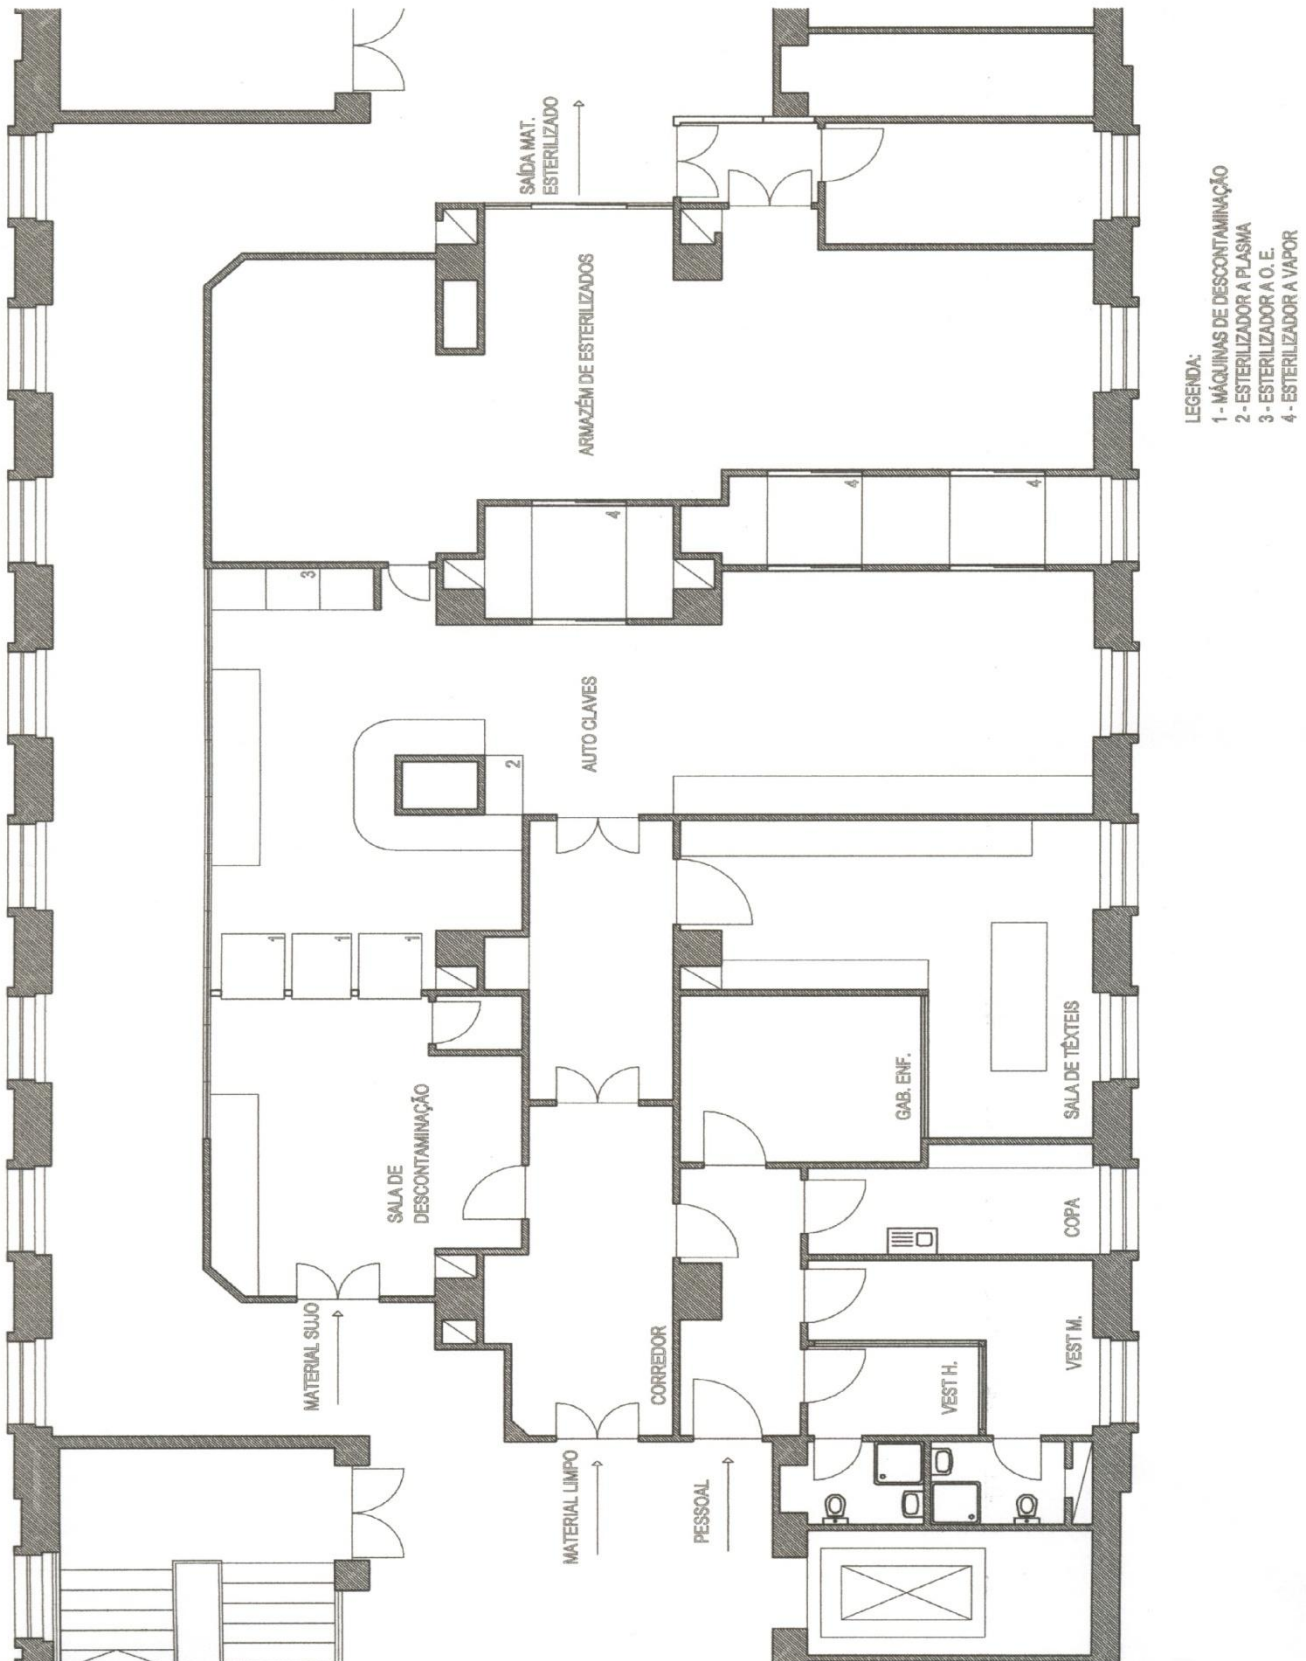 MATERIAL SUJO
SALA DE
DESCONTAMINAÇÃO
1
1
1
3
2
MATERIAL LIMPO
CORREDOR
AUTO CLAVES
4
ARMAZÉM DE ESTERILIZADOS
SAÍDA MAT.
ESTERILIZADO
PESSOAL
VEST H.
VEST M.
COPA
GAB. ENF.
SALA DE TÊXTEIS
4
4
LEGENDA:
1 - MÁQUINAS DE DESCONTAMINAÇÃO
2 - ESTERILIZADOR A PLASMA
3 - ESTERILIZADOR A O. E.
4 - ESTERILIZADOR A VAPOR